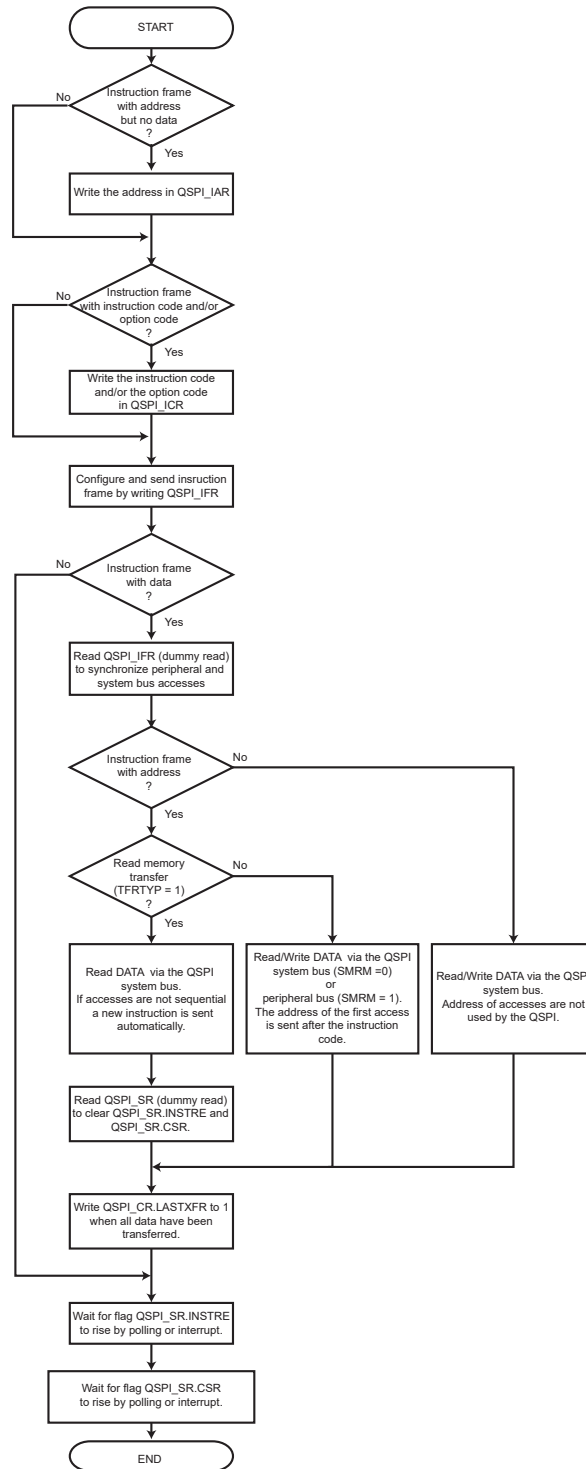 START
No
Instruction frame
with address
but no data
?
Yes
Write the address in QSPI_IAR
No
Instruction frame
with instruction code and/or
option code
?
Yes
Write the instruction code
and/or the option code
in QSPI_ICR
Configure and send insruction
frame by writing QSPI_IFR
No
Instruction frame
with data
?
Yes
Read QSPI_IFR (dummy read)
to synchronize peripheral and
system bus accesses
Instruction frame
with address
?
No
Yes
Read memory
transfer
(TFRTYP = 1)
?
No
Yes
Read DATA via the QSPI
system bus.
If accesses are not sequential
a new instruction is sent
automatically.
Read/Write DATA via the QSPI
system bus (SMRM =0)
or
peripheral bus (SMRM = 1).
The address of the first access
is sent after the instruction
code.
Read/Write DATA via the QSPI
system bus.
Address of accesses are not
used by the QSPI.
Read QSPI_SR (dummy read)
to clear QSPI_SR.INSTRE and
QSPI_SR.CSR.
Write QSPI_CR.LASTXFR to 1
when all data have been
transferred.
Wait for flag QSPI_SR.INSTRE
to rise by polling or interrupt.
Wait for flag QSPI_SR.CSR
to rise by polling or interrupt.
END